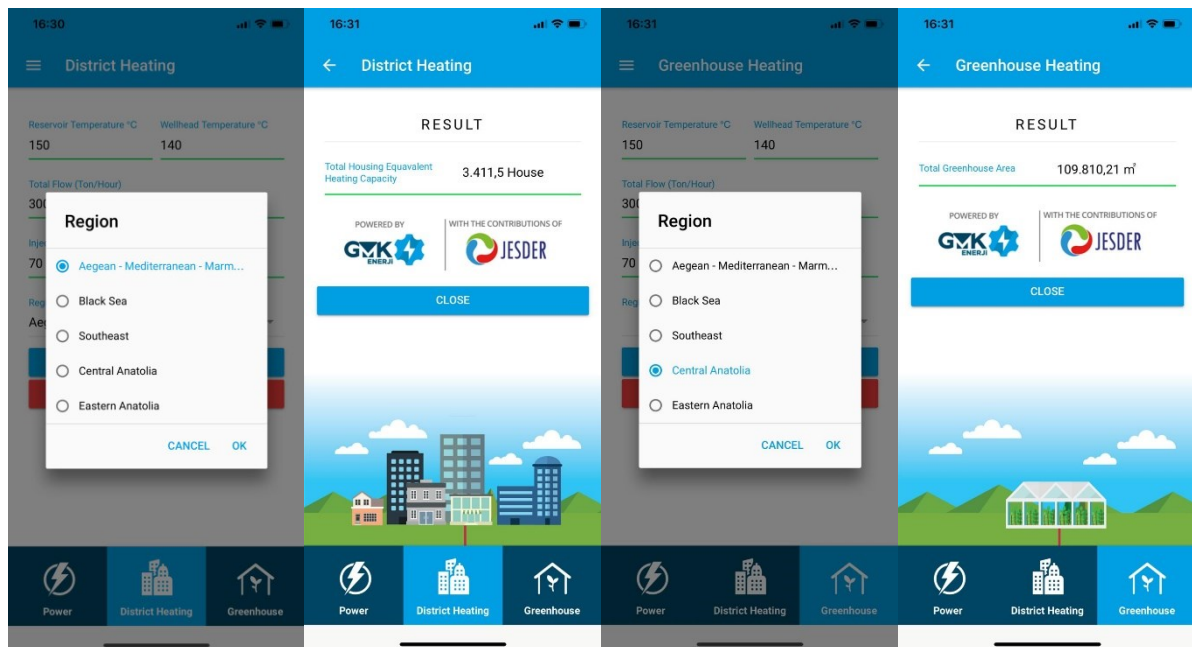 16:30
District Heating
Reservoir Temperature °C Wellhead Temperature °C
150 140
Total Flow (Ton/Hour)
300
70
Region
Aegean - Mediterranean - Marm...
Black Sea
Southeast
Central Anatolia
Eastern Anatolia
CANCEL OK
Power District Heating Greenhouse
16:31
District Heating
RESULT
Total Housing Equavalent
Heating Capacity
3.411,5 House
POWERED BY WITH THE CONTRIBUTIONS OF
GMK
ENERJİ
JESDER
CLOSE
Power District Heating Greenhouse
16:31
Greenhouse Heating
Reservoir Temperature °C Wellhead Temperature °C
150 140
Total Flow (Ton/Hour)
70
Region
Aegean - Mediterranean - Marm...
Black Sea
Southeast
Central Anatolia
Eastern Anatolia
CANCEL OK
Power District Heating Greenhouse
16:31
Greenhouse Heating
RESULT
Total Greenhouse Area 109.810,21 m²
POWERED BY WITH THE CONTRIBUTIONS OF
GMK
ENERJİ
JESDER
CLOSE
Power District Heating Greenhouse